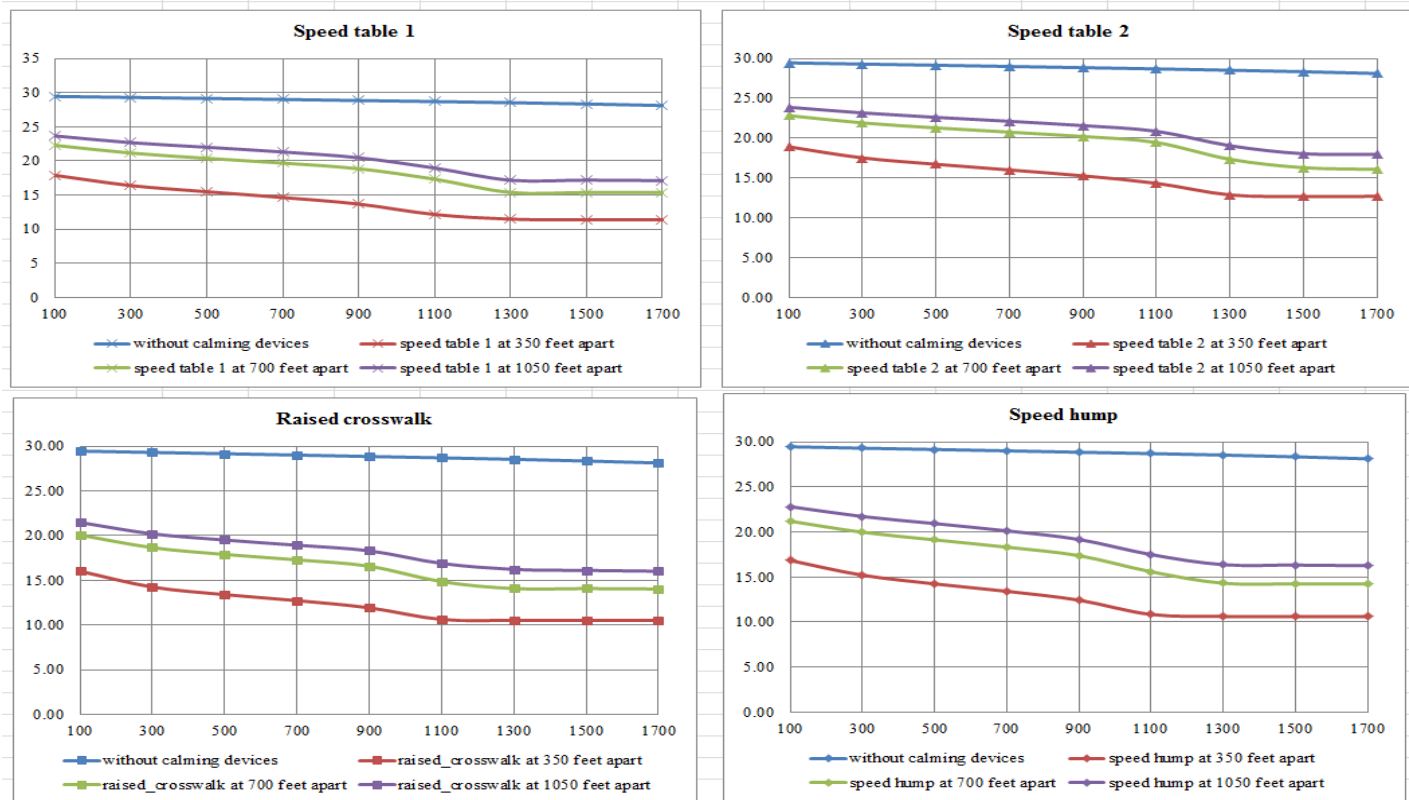 Speed table 1
35
30
25
20
15
10
5
0
100 300 500 700 900 1100 1300 1500 1700
without calming devices speed table 1 at 350 feet apart
speed table 1 at 700 feet apart speed table 1 at 1050 feet apart
Speed table 2
30.00
25.00
20.00
15.00
10.00
5.00
0.00
100 300 500 700 900 1100 1300 1500 1700
without calming devices speed table 2 at 350 feet apart
speed table 2 at 700 feet apart speed table 2 at 1050 feet apart
Raised crosswalk
30.00
25.00
20.00
15.00
10.00
5.00
0.00
100 300 500 700 900 1100 1300 1500 1700
without calming devices raised_crosswalk at 350 feet apart
raised_crosswalk at 700 feet apart raised_crosswalk at 1050 feet apart
Speed hump
30.00
25.00
20.00
15.00
10.00
5.00
0.00
100 300 500 700 900 1100 1300 1500 1700
without calming devices speed hump at 350 feet apart
speed hump at 700 feet apart speed hump at 1050 feet apart